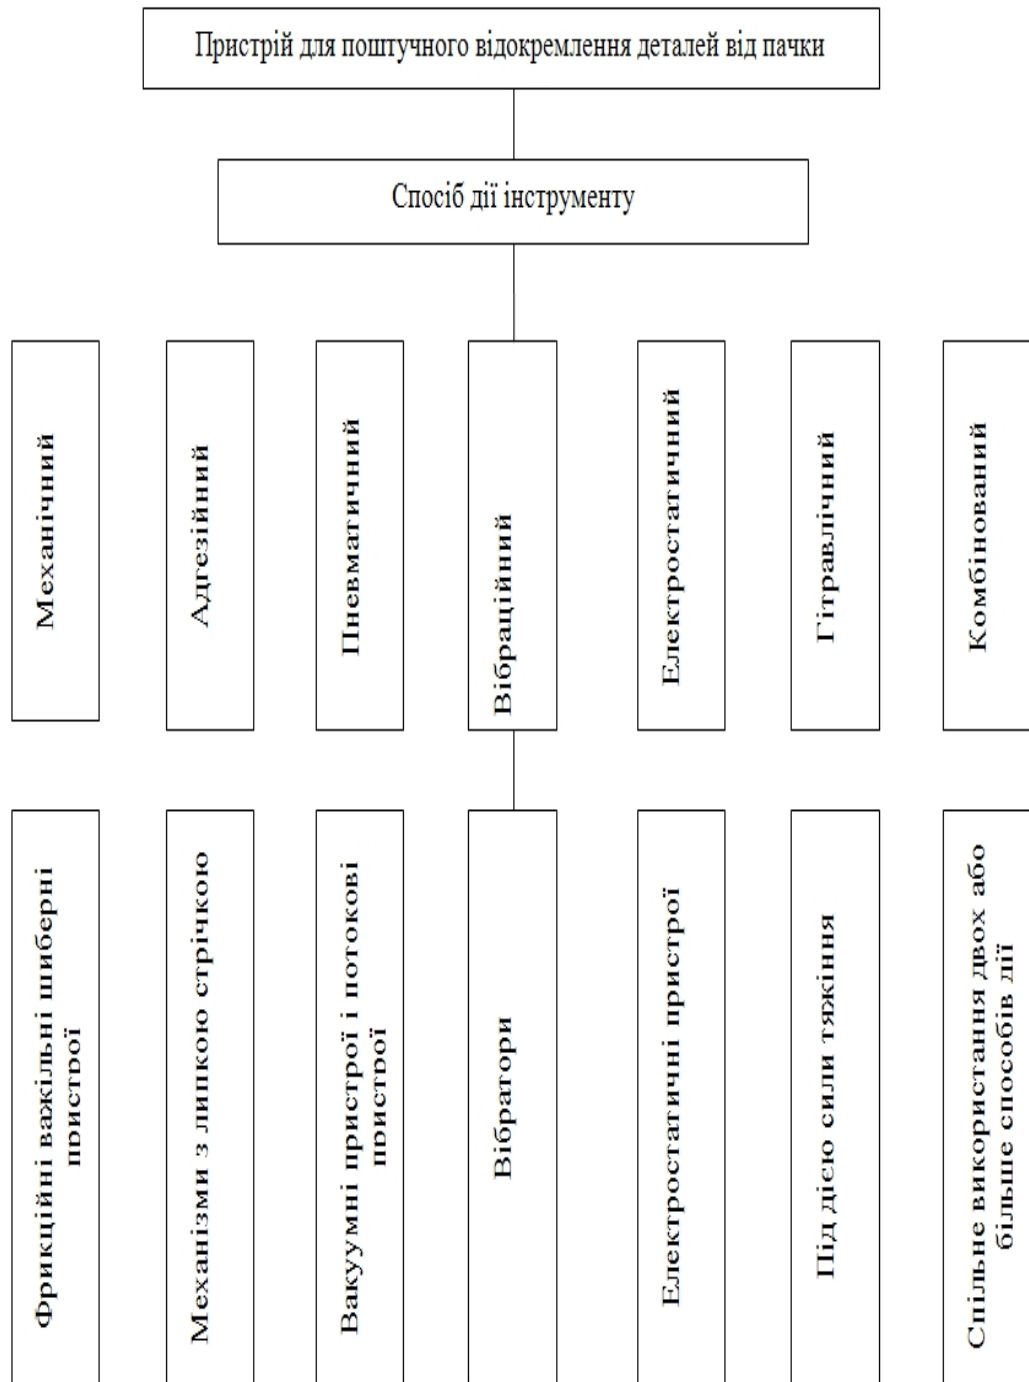 Пристрій для поштучного відокремлення деталей від пачки
Спосіб дії інструменту
Механічний
Адгезійний
Пневматичний
Вібраційний
Електростатичний
Гітравлічний
Комбінований
Фрикційні важільні шиберні
пристрої
Механізми з липкою стрічкою
Вакуумні пристрої і потокові
пристрої
Вібратори
Електростатичні пристрої
Під дією сили тяжіння
Спільне використання двох або
більше способів дії